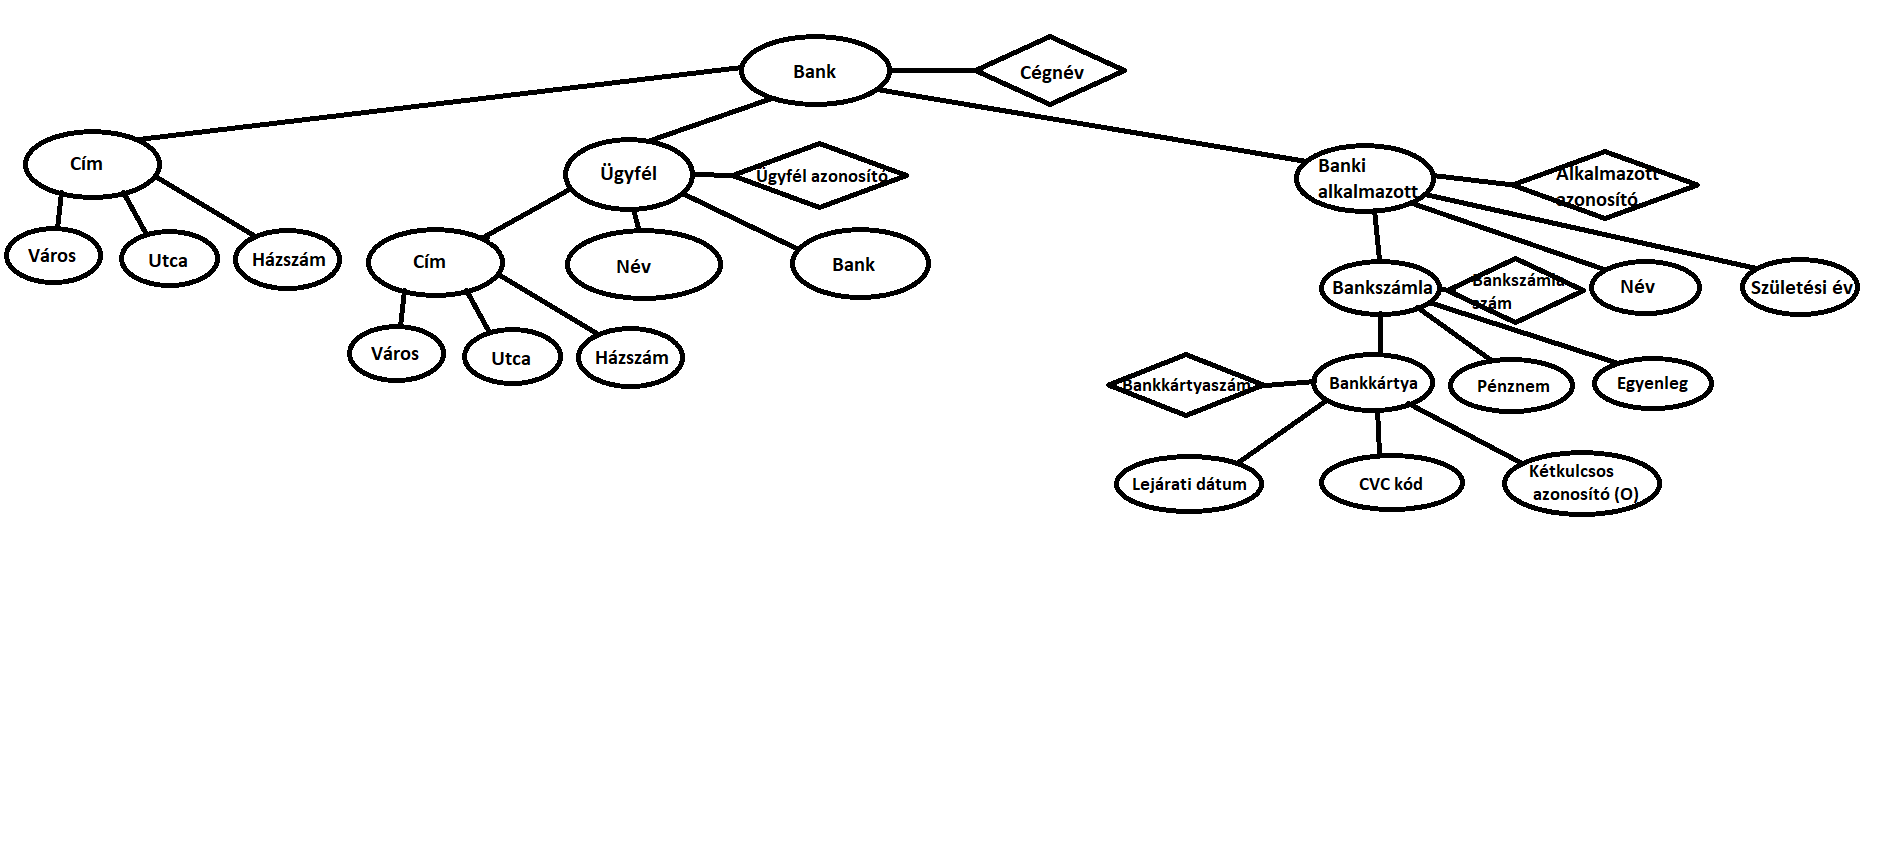 Bank
Cégnév
Cím
Ügyfél
Ügyfél azonosító
Banki
alkalmazott
Alkalmazott
azonosító
Város
Utca
Házszám
Cím
Név
Bank
Bankszámla
Bankszámla
szám
Név
Születési év
Város
Utca
Házszám
Bankkártyaszám
Bankkártya
Pénznem
Egyenleg
Lejárati dátum
CVC kód
Kétkulcsos
azonosító (O)